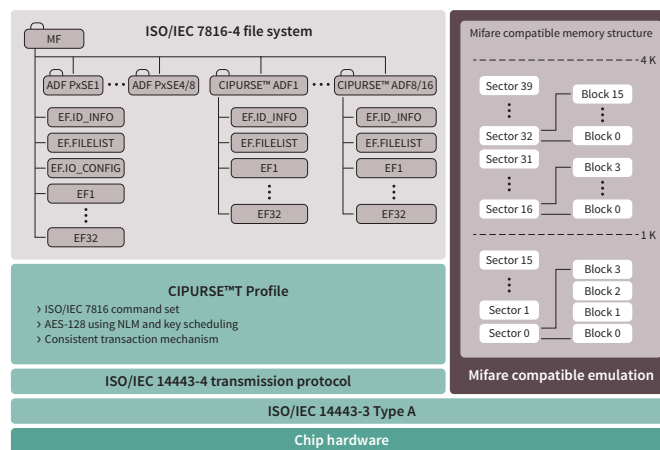 ISO/IEC 7816-4 file system
MF
ADF PxSE1
ADF PxSE4/8
CIPURSE™ ADF1
CIPURSE™ ADF8/16
EF.ID_INFO
EF.FILELIST
EF.IO_CONFIG
EF1
EF32
EF.ID_INFO
EF.FILELIST
EF1
EF32
EF.ID_INFO
EF.FILELIST
EF1
EF32
CIPURSE™T Profile
› ISO/IEC 7816 command set
› AES-128 using NLM and key scheduling
› Consistent transaction mechanism
ISO/IEC 14443-4 transmission protocol
Mifare compatible memory structure
4 K
Sector 39
Block 15
Sector 32
Block 0
Sector 31
Block 3
Sector 16
Block 0
1 K
Sector 15
Block 3
Block 2
Sector 1
Block 1
Sector 0
Block 0
Mifare compatible emulation
ISO/IEC 14443-3 Type A
Chip hardware